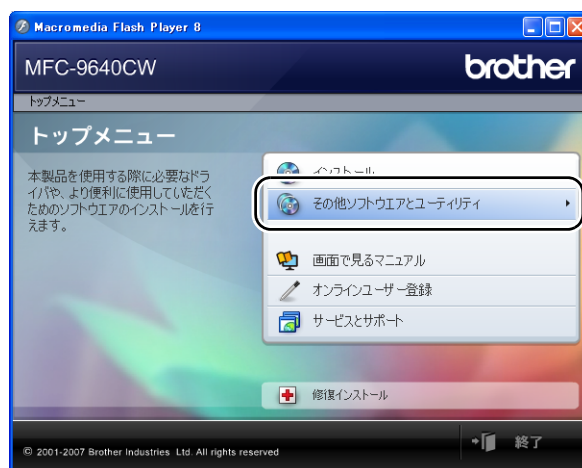 Macromedia Flash Player 8
MFC-9640CW
brother
トップメニュー
トップメニュー
本製品を使用する際に必要なドラ
イバや、より便利に使用していただく
ためのソフトウエアのインストールを行
えます。
インストール
その他ソフトウエアとユーティリティ
画面で見るマニュアル
オンラインユーザー登録
サービスとサポート
修復インストール
© 2001-2007 Brother Industries Ltd. All rights reserved
終了